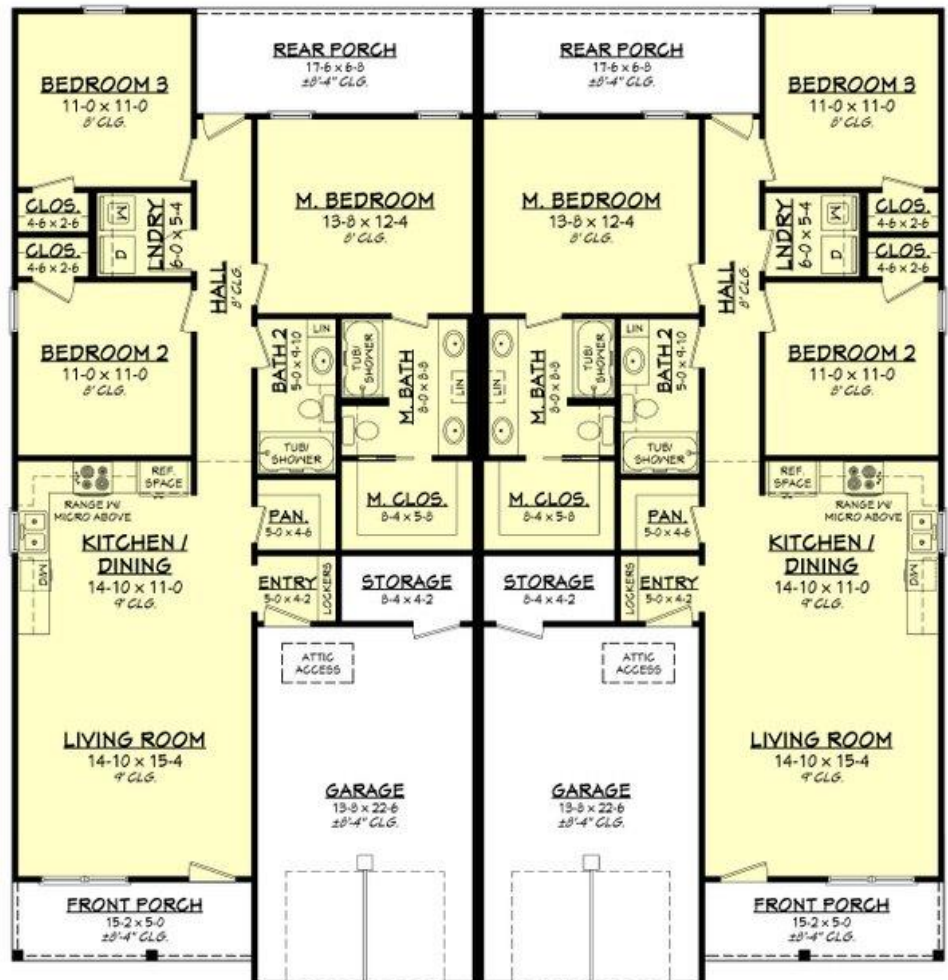 REAR PORCH
17-6 x 6-8
±8'-4" CLG.
REAR PORCH
17-6 x 6-8
±8'-4" CLG.
BEDROOM 3
11-0 x 11-0
8' CLG.
BEDROOM 3
11-0 x 11-0
8' CLG.
M. BEDROOM
13-8 x 12-4
8' CLG.
M. BEDROOM
13-8 x 12-4
8' CLG.
CLOS.
4-6 x 2-6
CLOS.
4-6 x 2-6
W
D
LNDRY
6-0 x 5-4
HALL
8' CLG.
HALL
8' CLG.
LNDRY
6-0 x 5-4
W
D
CLOS.
4-6 x 2-6
CLOS.
4-6 x 2-6
BEDROOM 2
11-0 x 11-0
8' CLG.
BATH 2
5-0 x 9-10
LIN
TUB/
SHOWER
TUB/
SHOWER
M. BATH
8-0 x 8-8
LIN
LIN
M. BATH
8-0 x 8-8
TUB/
SHOWER
LIN
BATH 2
5-0 x 9-10
TUB/
SHOWER
BEDROOM 2
11-0 x 11-0
8' CLG.
REF.
SPACE
RANGE W/
MICRO ABOVE
KITCHEN /
DINING
14-10 x 11-0
9' CLG.
PAN.
5-0 x 4-6
M. CLOS.
8-4 x 5-8
M. CLOS.
8-4 x 5-8
PAN.
5-0 x 4-6
REF.
SPACE
RANGE W/
MICRO ABOVE
KITCHEN /
DINING
14-10 x 11-0
9' CLG.
ENTRY
5-0 x 4-2
LOCKERS
STORAGE
8-4 x 4-2
STORAGE
8-4 x 4-2
LOCKERS
ENTRY
5-0 x 4-2
ATTIC
ACCESS
ATTIC
ACCESS
LIVING ROOM
14-10 x 15-4
9' CLG.
GARAGE
13-8 x 22-6
±8'-4" CLG.
GARAGE
13-8 x 22-6
±8'-4" CLG.
LIVING ROOM
14-10 x 15-4
9' CLG.
FRONT PORCH
15-2 x 5-0
±8'-4" CLG.
FRONT PORCH
15-2 x 5-0
±8'-4" CLG.